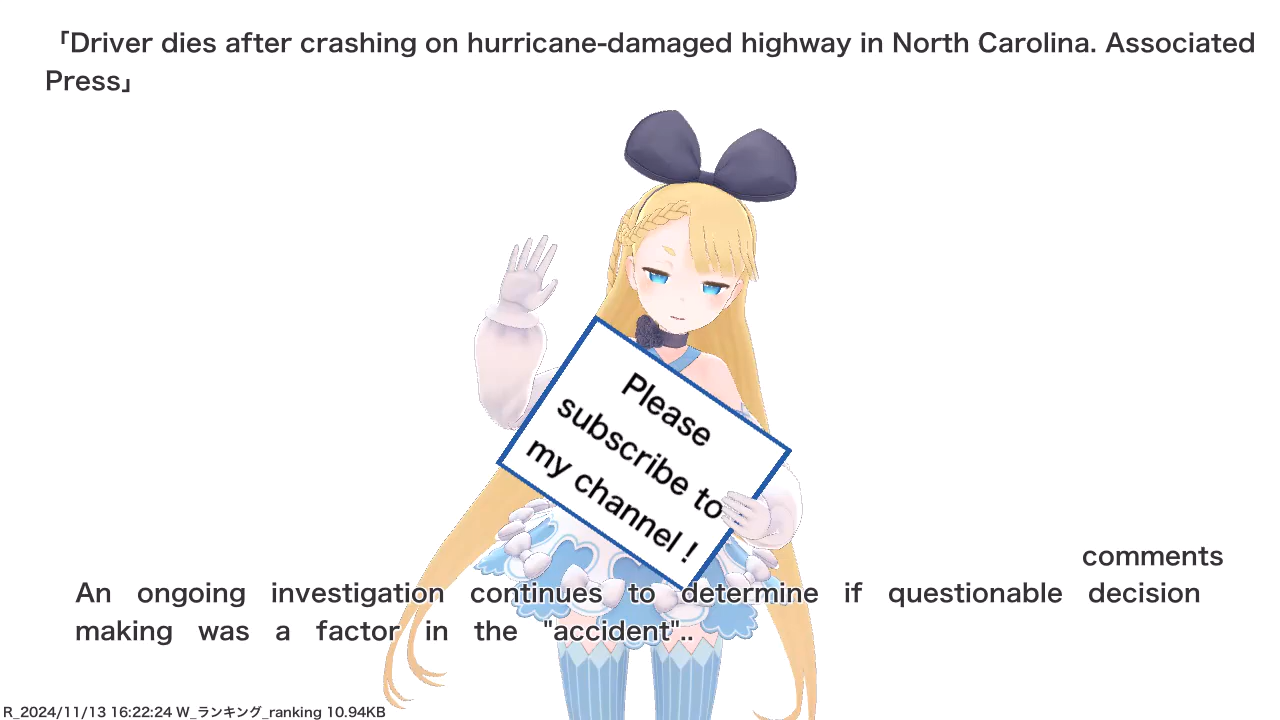 「Driver dies after crashing on hurricane-damaged highway in North Carolina. Associated
Press」
Please
subscribe to
my channel !
comments
An ongoing investigation continues to determine if questionable decision
making was a factor in the "accident"..
R_2024/11/13 16:22:24 W_ランキング_ranking 10.94KB